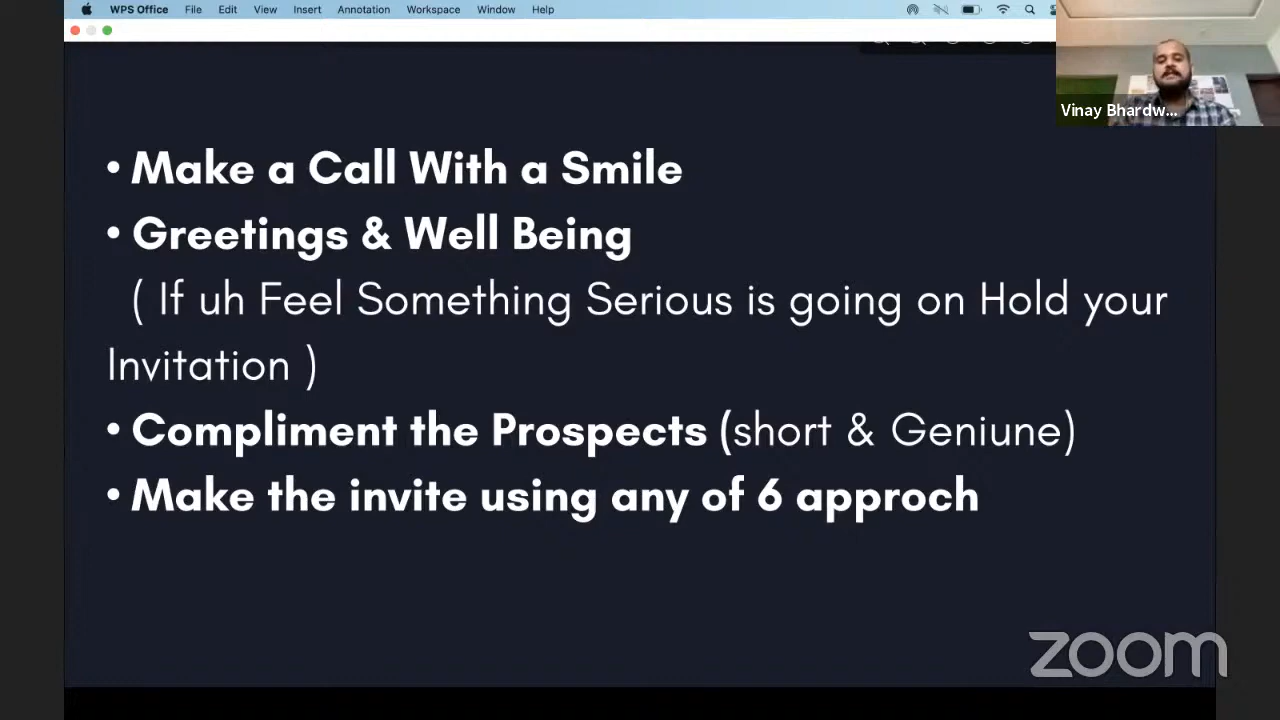 WPS Office File Edit View Insert Annotation Workspace Window Help
Vinay Bhardw...
• Make a Call With a Smile
• Greetings & Well Being
( If uh Feel Something Serious is going on Hold your
Invitation )
• Compliment the Prospects (short & Geniune)
• Make the invite using any of 6 approch
zoom